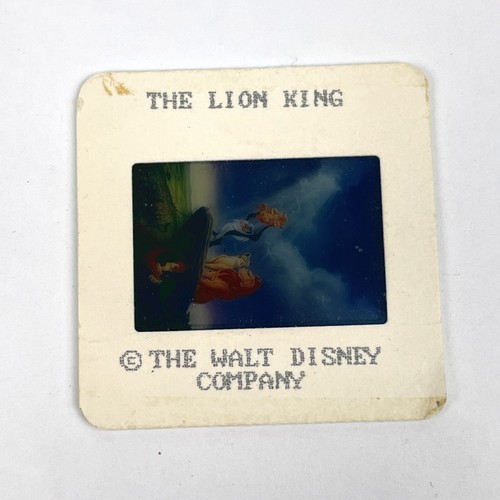 THE LION KING
© THE WALT DISNEY
COMPANY